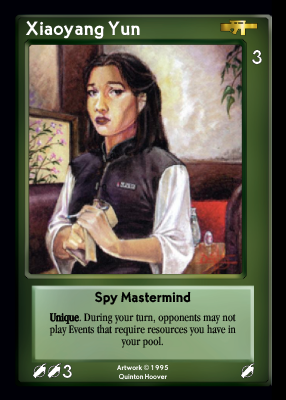 Xiaoyang Yun
3
Spy Mastermind
Unique. During your turn, opponents may not
play Events that require resources you have in
your pool.
3
Artwork © 1995
Quinton Hoover